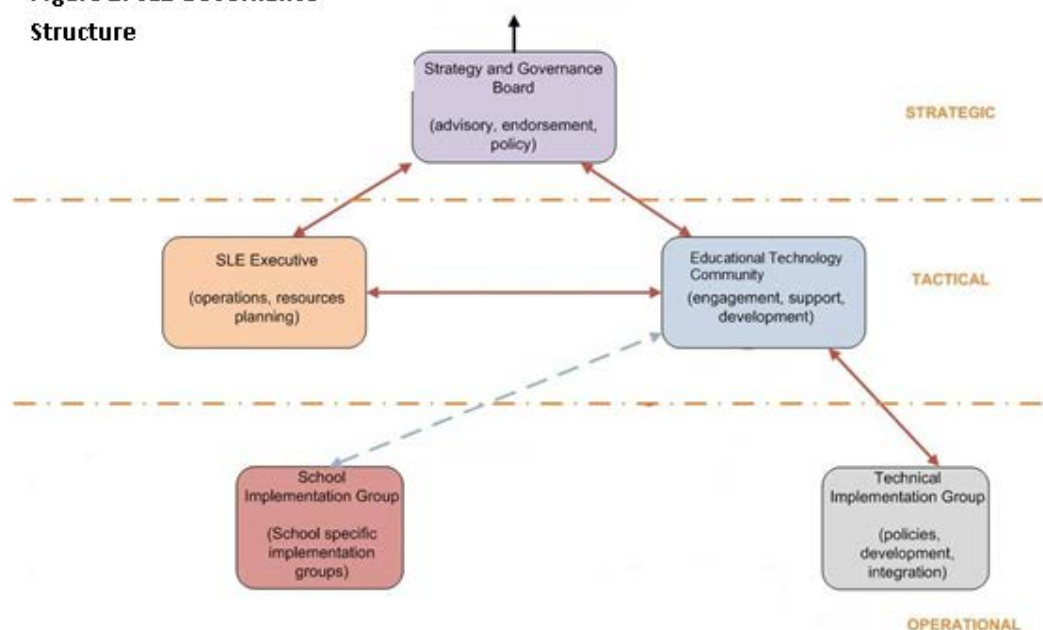 Structure
Strategy and Governance
Board
(advisory, endorsement,
policy)
STRATEGIC
SLE Executive
(operations, resources
planning)
Educational Technology
Community
(engagement, support,
development)
TACTICAL
School
Implementation Group
(School specific
implementation
groups)
Technical
Implementation Group
(policies,
development,
integration)
OPERATIONAL